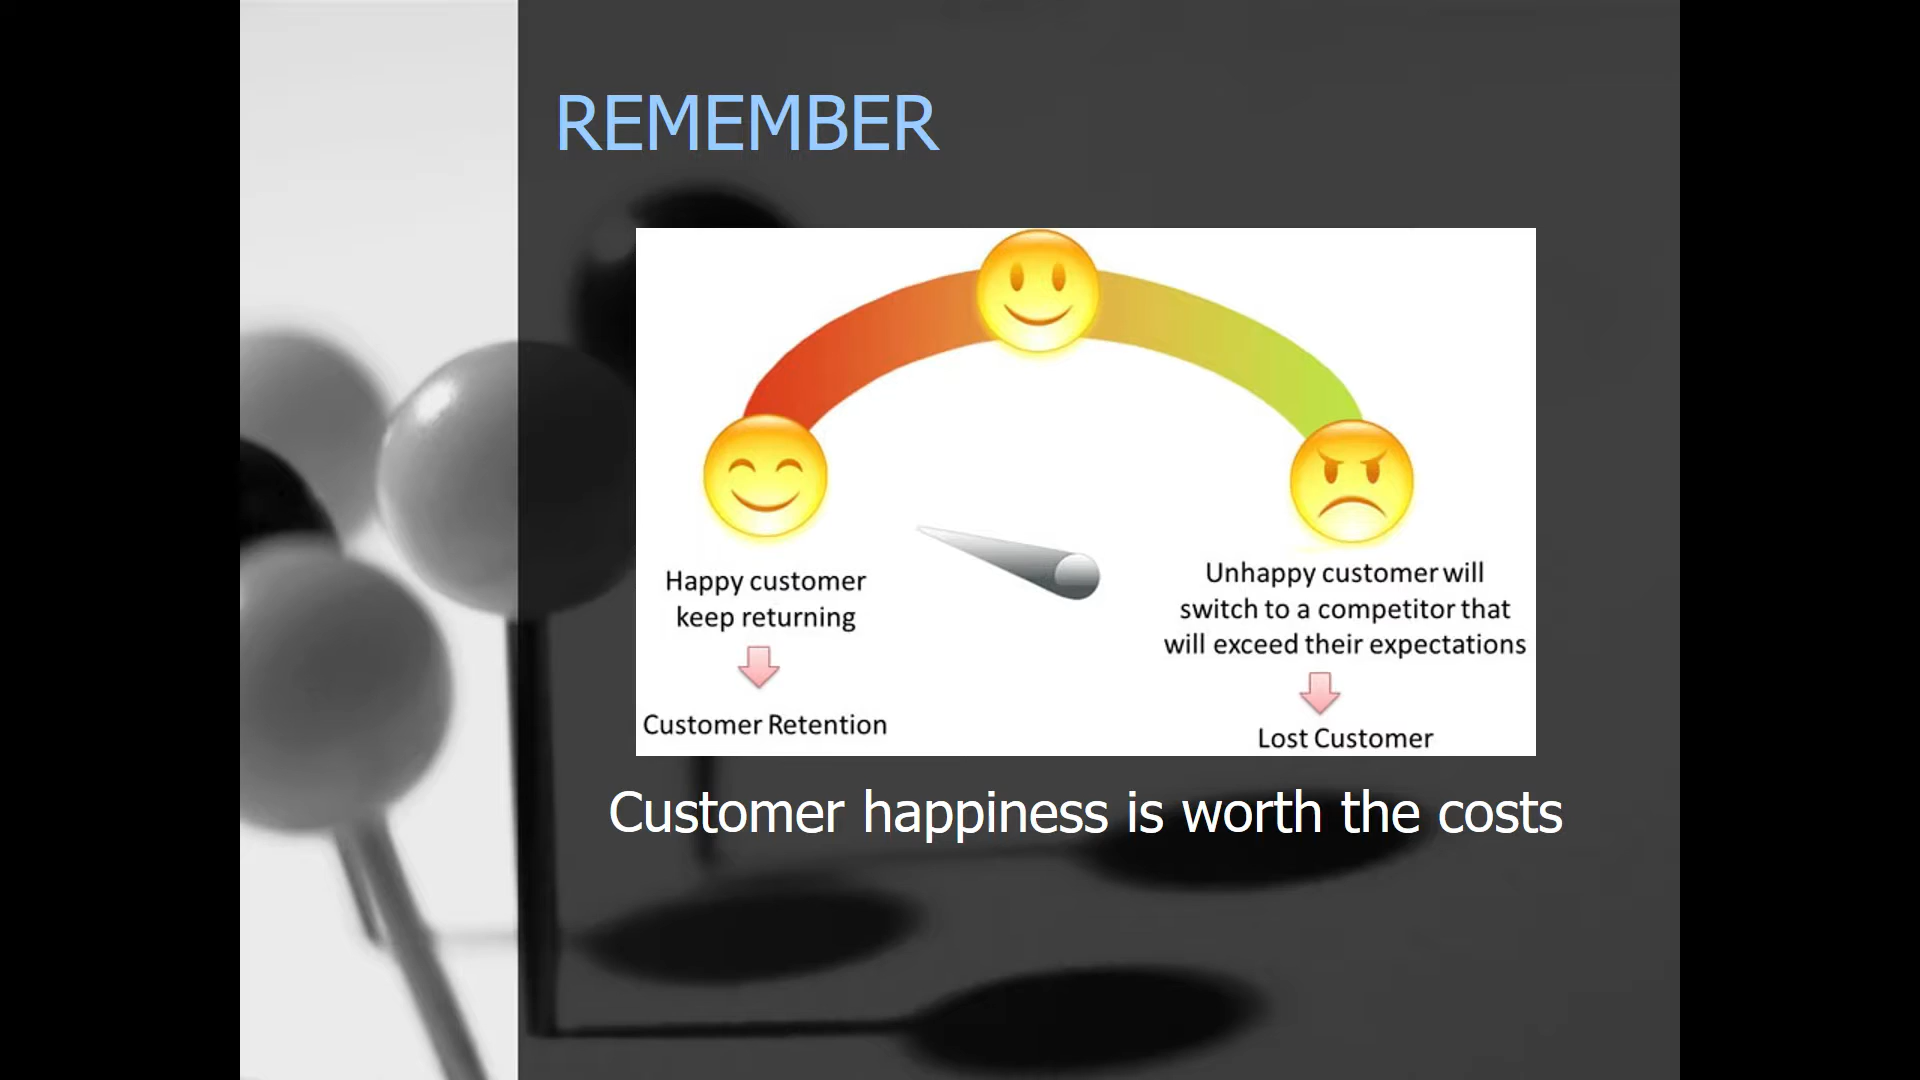 REMEMBER
Happy customer
keep returning
Customer Retention
Unhappy customer will
switch to a competitor that
will exceed their expectations
Lost Customer
Customer happiness is worth the costs